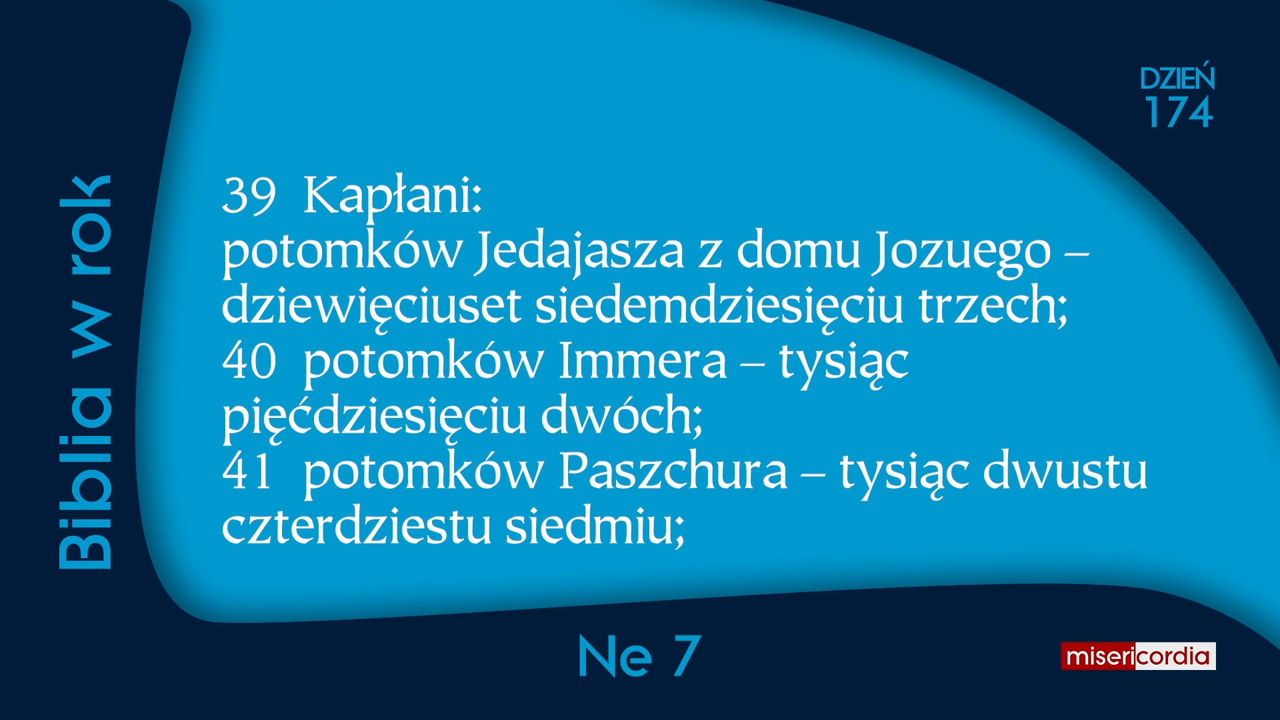 DZIEŃ
174
Biblia w rok
39 Kapłani:
potomków Jedajasza z domu Jozuego –
dziewięciuset siedemdziesięciu trzech;
40 potomków Immera – tysiąc
pięćdziesięciu dwóch;
41 potomków Paszchura – tysiąc dwustu
czterdziestu siedmiu;
Ne 7
misericordia